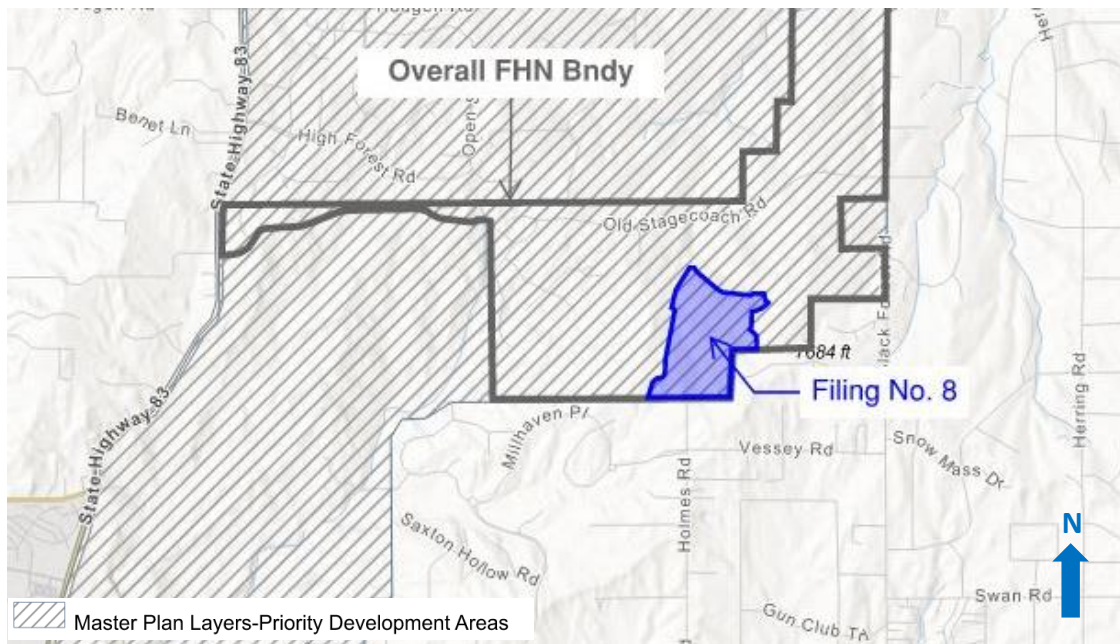 Overall FHN Bndy
State Highway 83
Benet Ln
High Forest Rd
Old Stagecoach Rd
7684 ft
Filing No. 8
State Highway 83
Millhaven Pl
Vessey Rd
Snow Mass Dr
Herring Rd
Holmes Rd
Saxton Hollow Rd
N
Swan Rd
Gun Club
Master Plan Layers-Priority Development Areas